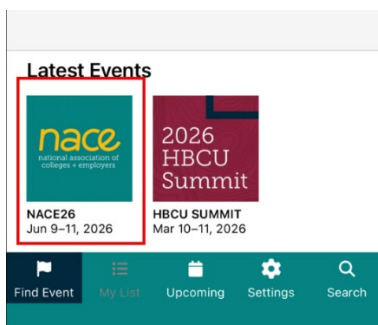 Latest Events
nace
national association of
colleges + employers
2026
HBCU
Summit
NACE26
Jun 9–11, 2026
HBCU SUMMIT
Mar 10–11, 2026
Find Event
My List
Upcoming
Settings
Search